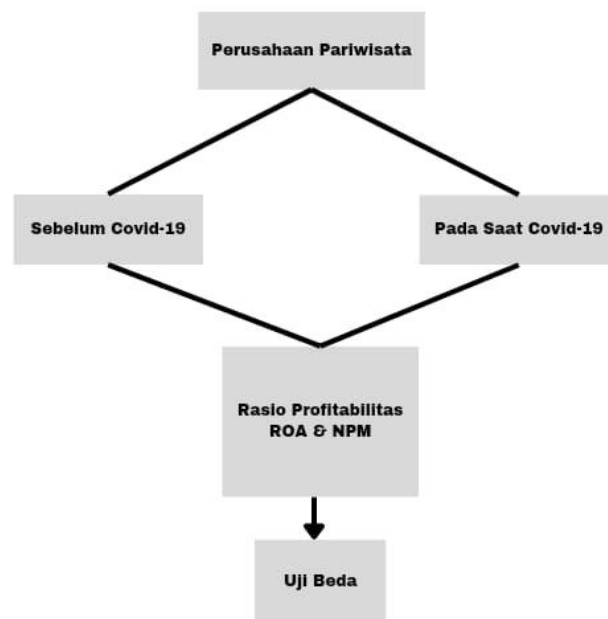 Perusahaan Pariwisata
Sebelum Covid-19
Pada Saat Covid-19
Rasio Profitabilitas
ROA & NPM
Uji Beda